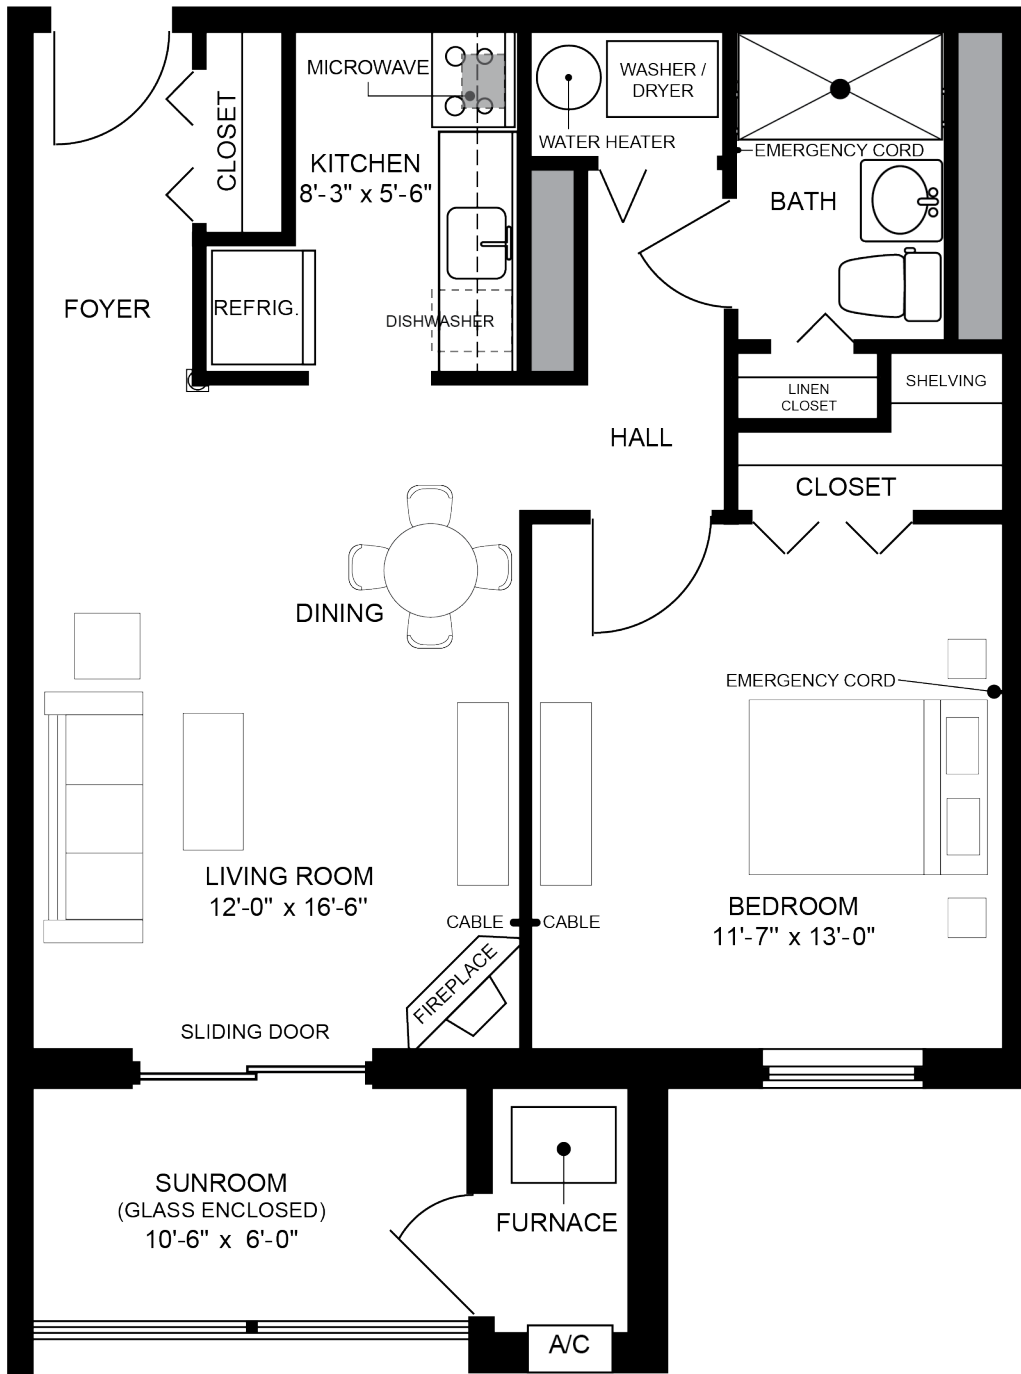 MICROWAVE
WASHER /
DRYER
CLOSET
WATER HEATER
EMERGENCY CORD
KITCHEN
8'-3" x 5'-6"
BATH
FOYER
REFRIG.
DISHWASHER
LINEN
CLOSET
SHELVING
HALL
CLOSET
DINING
EMERGENCY CORD
LIVING ROOM
12'-0" x 16'-6"
BEDROOM
11'-7" x 13'-0"
CABLE
CABLE
FIREPLACE
SLIDING DOOR
SUNROOM
(GLASS ENCLOSED)
10'-6" x 6'-0"
FURNACE
A/C